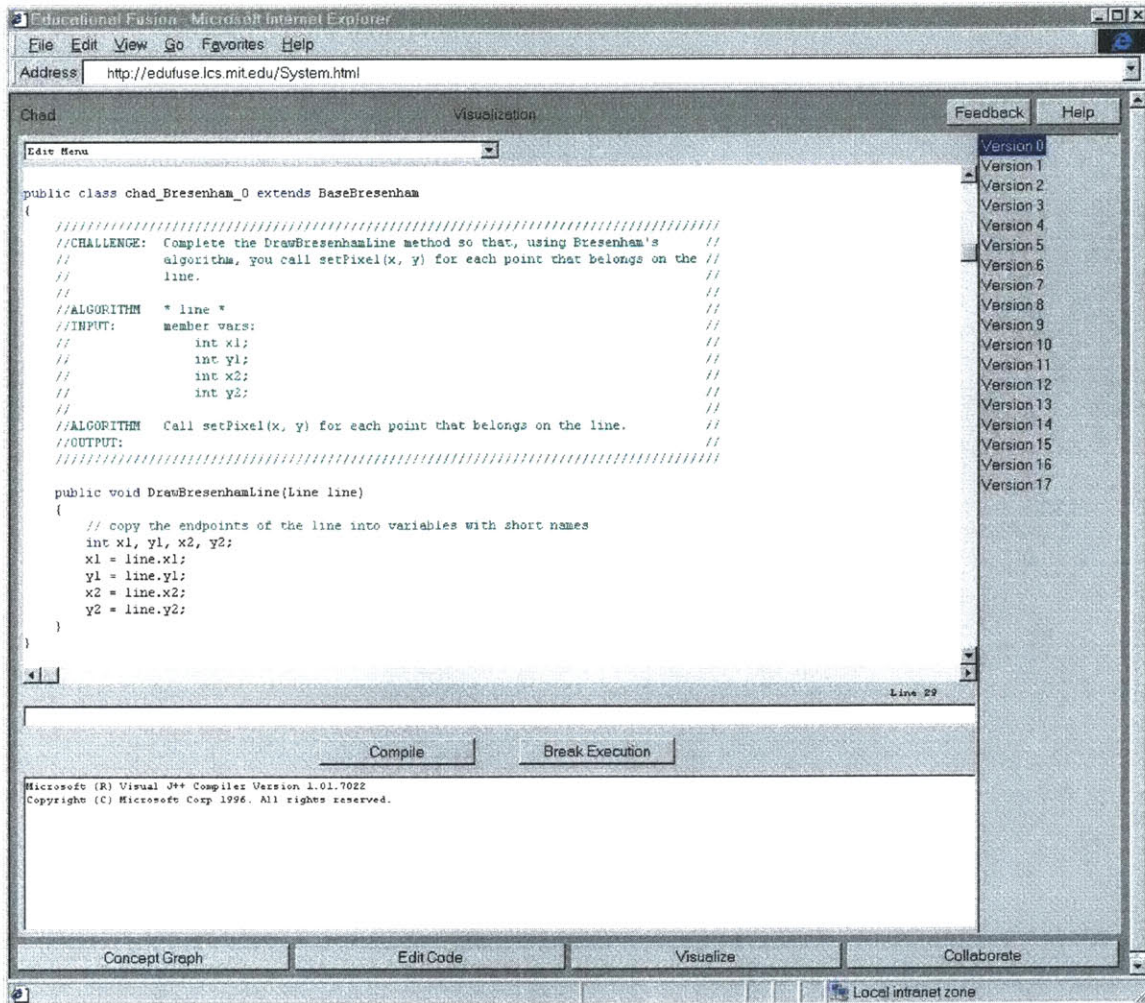 Educational Fusion - Microsoft Internet Explorer
File Edit View Go Favorites Help
Address http://edufuse.lcs.mit.edu/System.html
Chad Visualization Feedback Help
Edit Menu
public class chad_Bresenham_0 extends BaseBresenham
{
//////////////////////////////////////////////////////////////////////////////////////
//CHALLENGE: Complete the DrawBresenhamLine method so that, using Bresenham's //
// algorithm, you call setPixel(x, y) for each point that belongs on the //
// line. //
// //
//ALGORITHM * line * //
//INPUT: member vars: //
// int x1; //
// int y1; //
// int x2; //
// int y2; //
// //
//ALGORITHM Call setPixel(x, y) for each point that belongs on the line. //
//OUTPUT: //
//////////////////////////////////////////////////////////////////////////////////////
public void DrawBresenhamLine(Line line)
{
// copy the endpoints of the line into variables with short names
int x1, y1, x2, y2;
x1 = line.x1;
y1 = line.y1;
x2 = line.x2;
y2 = line.y2;
}
}
Line 29
Version 0
Version 1
Version 2
Version 3
Version 4
Version 5
Version 6
Version 7
Version 8
Version 9
Version 10
Version 11
Version 12
Version 13
Version 14
Version 15
Version 16
Version 17
Compile Break Execution
Microsoft (R) Visual J++ Compiler Version 1.01.7022
Copyright (C) Microsoft Corp 1996. All rights reserved.
Concept Graph Edit Code Visualize Collaborate
Local intranet zone